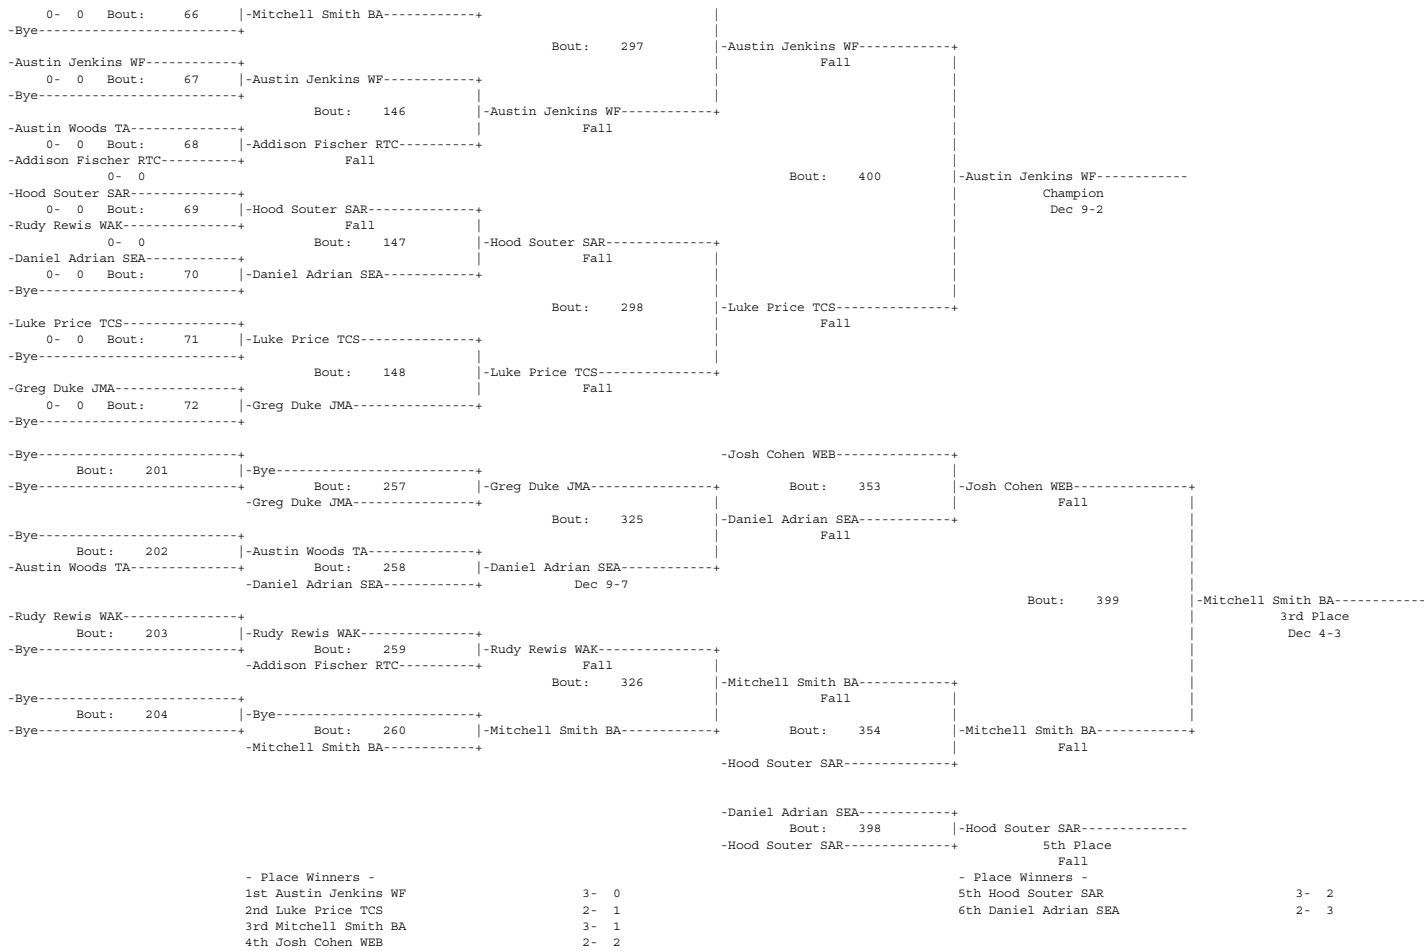 0-  0   Bout:     66     |-Mitchell Smith BA------------+                              |
-Bye--------------------------+                                                              |
Bout:    297     |-Austin Jenkins WF------------+
-Austin Jenkins WF------------+                                                              |             Fall             |
0-  0   Bout:     67     |-Austin Jenkins WF------------+                              |                              |
-Bye--------------------------+                              |                              |                              |
Bout:    146     |-Austin Jenkins WF------------+                              |
-Austin Woods TA--------------+                              |             Fall                                            |
0-  0   Bout:     68     |-Addison Fischer RTC----------+                                                             |
-Addison Fischer RTC----------+             Fall                                                                           |
0-  0                                                                                   Bout:    400     |-Austin Jenkins WF------------
-Hood Souter SAR--------------+                                                                                            |           Champion
0-  0   Bout:     69     |-Hood Souter SAR--------------+                                                             |            Dec 9-2
-Rudy Rewis WAK---------------+             Fall             |                                                             |
0-  0                      Bout:    147     |-Hood Souter SAR--------------+                              |
-Daniel Adrian SEA------------+                              |             Fall             |                              |
0-  0   Bout:     70     |-Daniel Adrian SEA------------+                              |                              |
-Bye--------------------------+                                                              |                              |
Bout:    298     |-Luke Price TCS---------------+
-Luke Price TCS---------------+                                                              |             Fall
0-  0   Bout:     71     |-Luke Price TCS---------------+                              |
-Bye--------------------------+                              |                              |
Bout:    148     |-Luke Price TCS---------------+
-Greg Duke JMA----------------+                              |             Fall
0-  0   Bout:     72     |-Greg Duke JMA----------------+
-Bye--------------------------+
-Bye--------------------------+                                                              -Josh Cohen WEB---------------+
Bout:    201     |-Bye--------------------------+                                                             |
-Bye--------------------------+         Bout:    257     |-Greg Duke JMA----------------+         Bout:    353     |-Josh Cohen WEB---------------+
-Greg Duke JMA----------------+                              |                              |             Fall             |
Bout:    325     |-Daniel Adrian SEA------------+                              |
-Bye--------------------------+                                                              |             Fall                                            |
Bout:    202     |-Austin Woods TA--------------+                              |                                                             |
-Austin Woods TA--------------+         Bout:    258     |-Daniel Adrian SEA------------+                                                             |
-Daniel Adrian SEA------------+            Dec 9-7                                                                          |
Bout:    399     |-Mitchell Smith BA------------
-Rudy Rewis WAK---------------+                                                                                                                            |           3rd Place
Bout:    203     |-Rudy Rewis WAK---------------+                                                                                            |            Dec 4-3
-Bye--------------------------+         Bout:    259     |-Rudy Rewis WAK---------------+                                                             |
-Addison Fischer RTC----------+             Fall             |                                                             |
Bout:    326     |-Mitchell Smith BA------------+                              |
-Bye--------------------------+                                                              |             Fall             |                              |
Bout:    204     |-Bye--------------------------+                              |                              |                              |
-Bye--------------------------+         Bout:    260     |-Mitchell Smith BA------------+         Bout:    354     |-Mitchell Smith BA------------+
-Mitchell Smith BA------------+                                                             |             Fall
-Hood Souter SAR--------------+
-Daniel Adrian SEA------------+
Bout:    398     |-Hood Souter SAR--------------
-Hood Souter SAR--------------+           5th Place
Fall
- Place Winners -                                                                            - Place Winners -
1st Austin Jenkins WF                       3-  0                                            5th Hood Souter SAR                       3-  2
2nd Luke Price TCS                          2-  1                                            6th Daniel Adrian SEA                     2-  3
3rd Mitchell Smith BA                       3-  1
4th Josh Cohen WEB                          2-  2